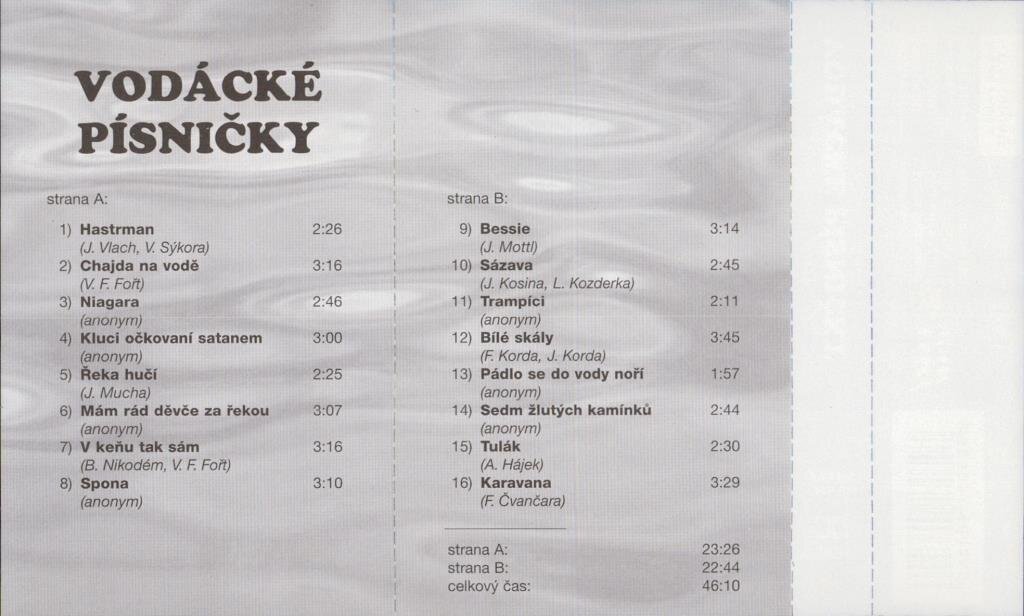 VODÁCKÉ
PÍSNIČKY
strana A:
1) Hastrman 2:26
(J. Vlach, V. Sýkora)
2) Chajda na vodě 3:16
(V. F. Fořt)
3) Niagara 2:46
(anonym)
4) Kluci očkovaní satanem 3:00
(anonym)
5) Řeka hučí 2:25
(J. Mucha)
6) Mám rád děvče za řekou 3:07
(anonym)
7) V keňu tak sám 3:16
(B. Nikodém, V. F. Fořt)
8) Spona 3:10
(anonym)
strana B:
9) Bessie 3:14
(J. Mottl)
10) Sázava 2:45
(J. Kosina, L. Kozderka)
11) Trampíci 2:11
(anonym)
12) Bílé skály 3:45
(F. Korda, J. Korda)
13) Pádlo se do vody noří 1:57
(anonym)
14) Sedm žlutých kamínků 2:44
(anonym)
15) Tulák 2:30
(A. Hájek)
16) Karavana 3:29
(F. Čvančara)
strana A: 23:26
strana B: 22:44
celkový čas: 46:10